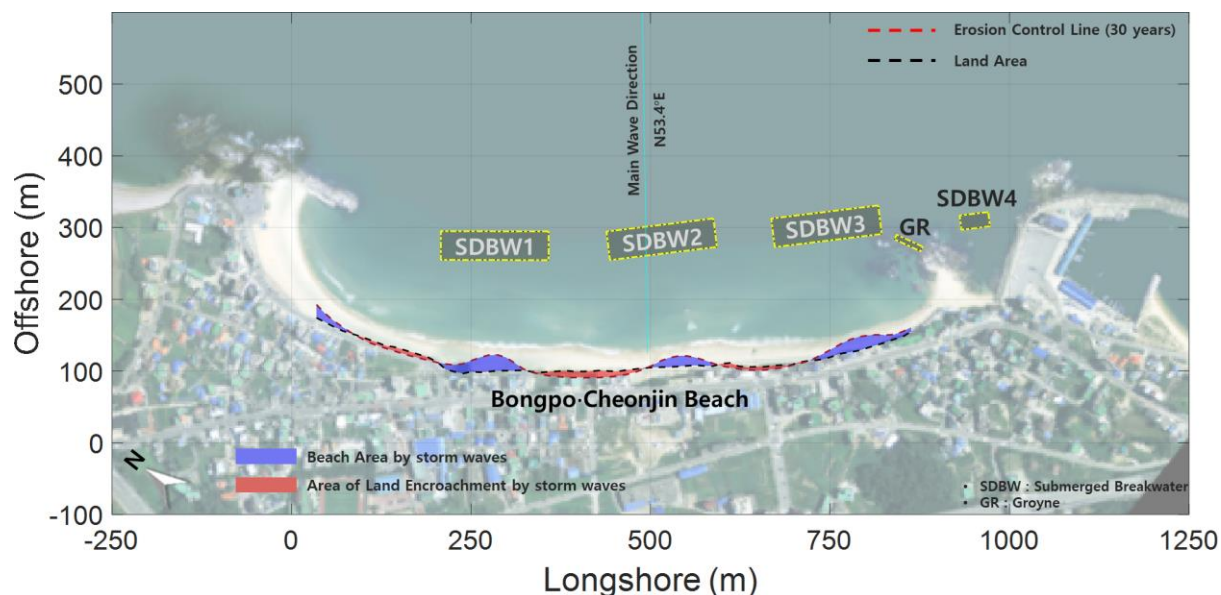 Erosion Control Line (30 years)
Land Area
Main Wave Direction
N53.4°E
500
400
300
200
100
0
-100
Offshore (m)
SDBW1
SDBW2
SDBW3
GR
SDBW4
Bongpo·Cheonjin Beach
N
Beach Area by storm waves
Area of Land Encroachment by storm waves
· SDBW : Submerged Breakwater
· GR : Groyne
-250
0
250
500
750
1000
1250
Longshore (m)